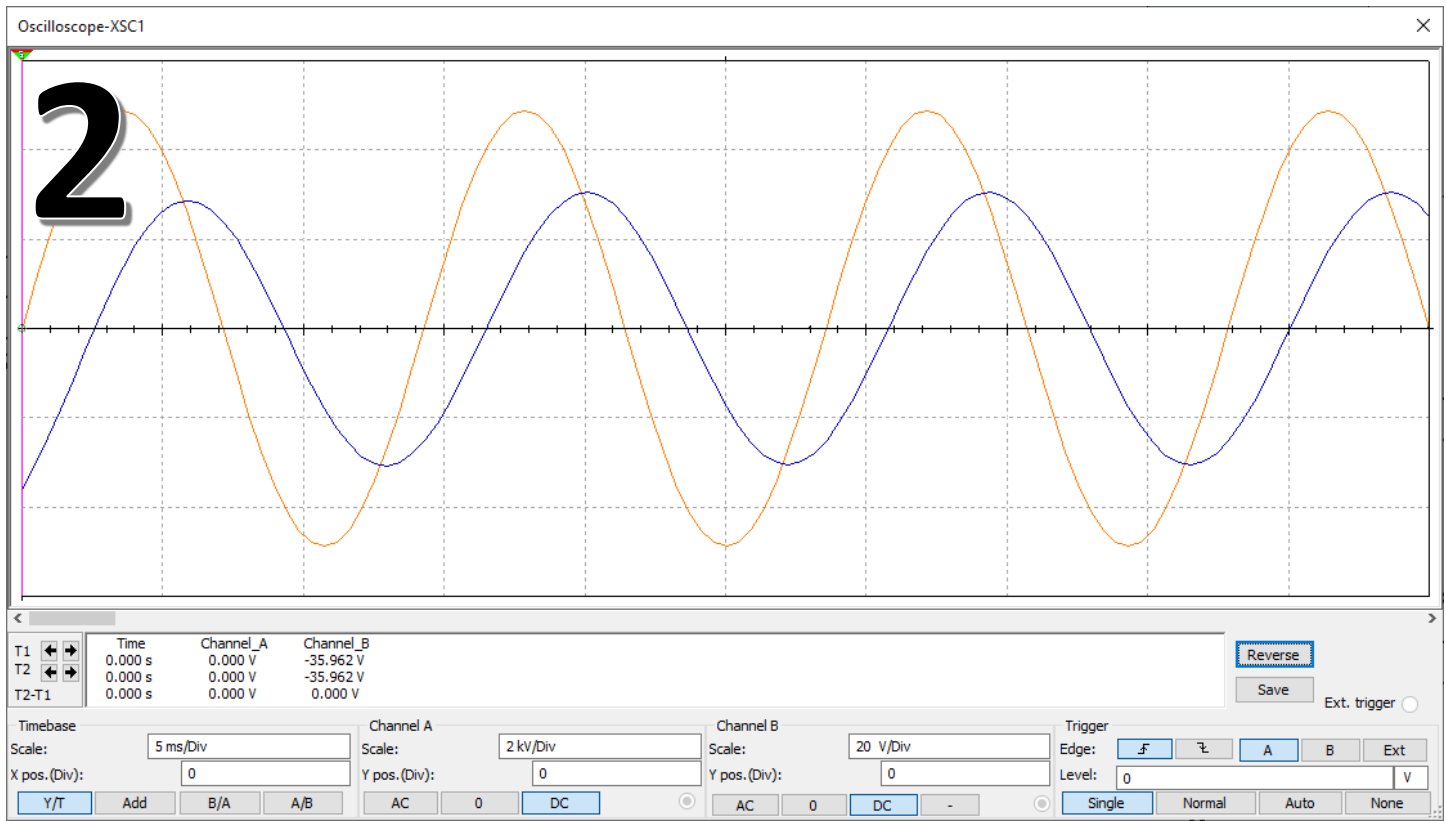 Oscilloscope-XSC1
2
T1
T2
T2-T1
Time Channel_A Channel_B
0.000 s 0.000 V -35.962 V
0.000 s 0.000 V -35.962 V
0.000 s 0.000 V 0.000 V
Reverse
Save
Ext. trigger
Timebase
Scale: 5 ms/Div
X pos.(Div): 0
Y/T Add B/A A/B
Channel A
Scale: 2 kV/Div
Y pos.(Div): 0
AC 0 DC
Channel B
Scale: 20 V/Div
Y pos.(Div): 0
AC 0 DC -
Trigger
Edge: A B Ext
Level: 0 V
Single Normal Auto None